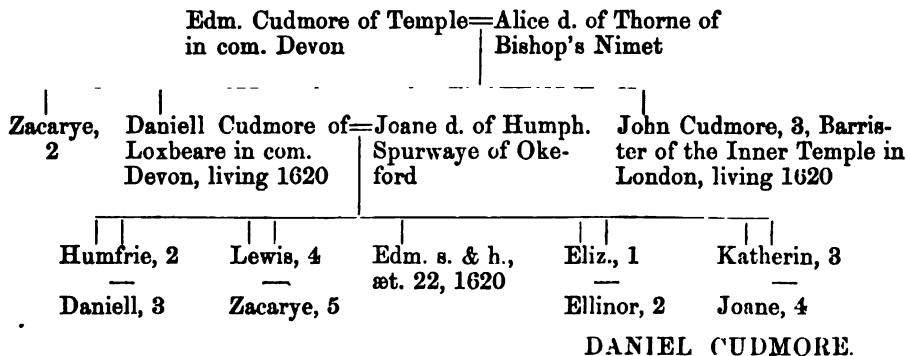 Edm. Cudmore of Temple=Alice d. of Thorne of
in com. Devon Bishop's Nimet
Zacarye,
2
Daniell Cudmore of=Joane d. of Humph.
Loxbeare in com. Spurwaye of Oke-
Devon, living 1620 ford
John Cudmore, 3, Barris-
ter of the Inner Temple in
London, living 1620
Humfrie, 2
Daniell, 3
Lewis, 4
Zacarye, 5
Edm. s. & h.,
æt. 22, 1620
Eliz., 1
Ellinor, 2
Katherin, 3
Joane, 4
DANIEL CUDMORE.